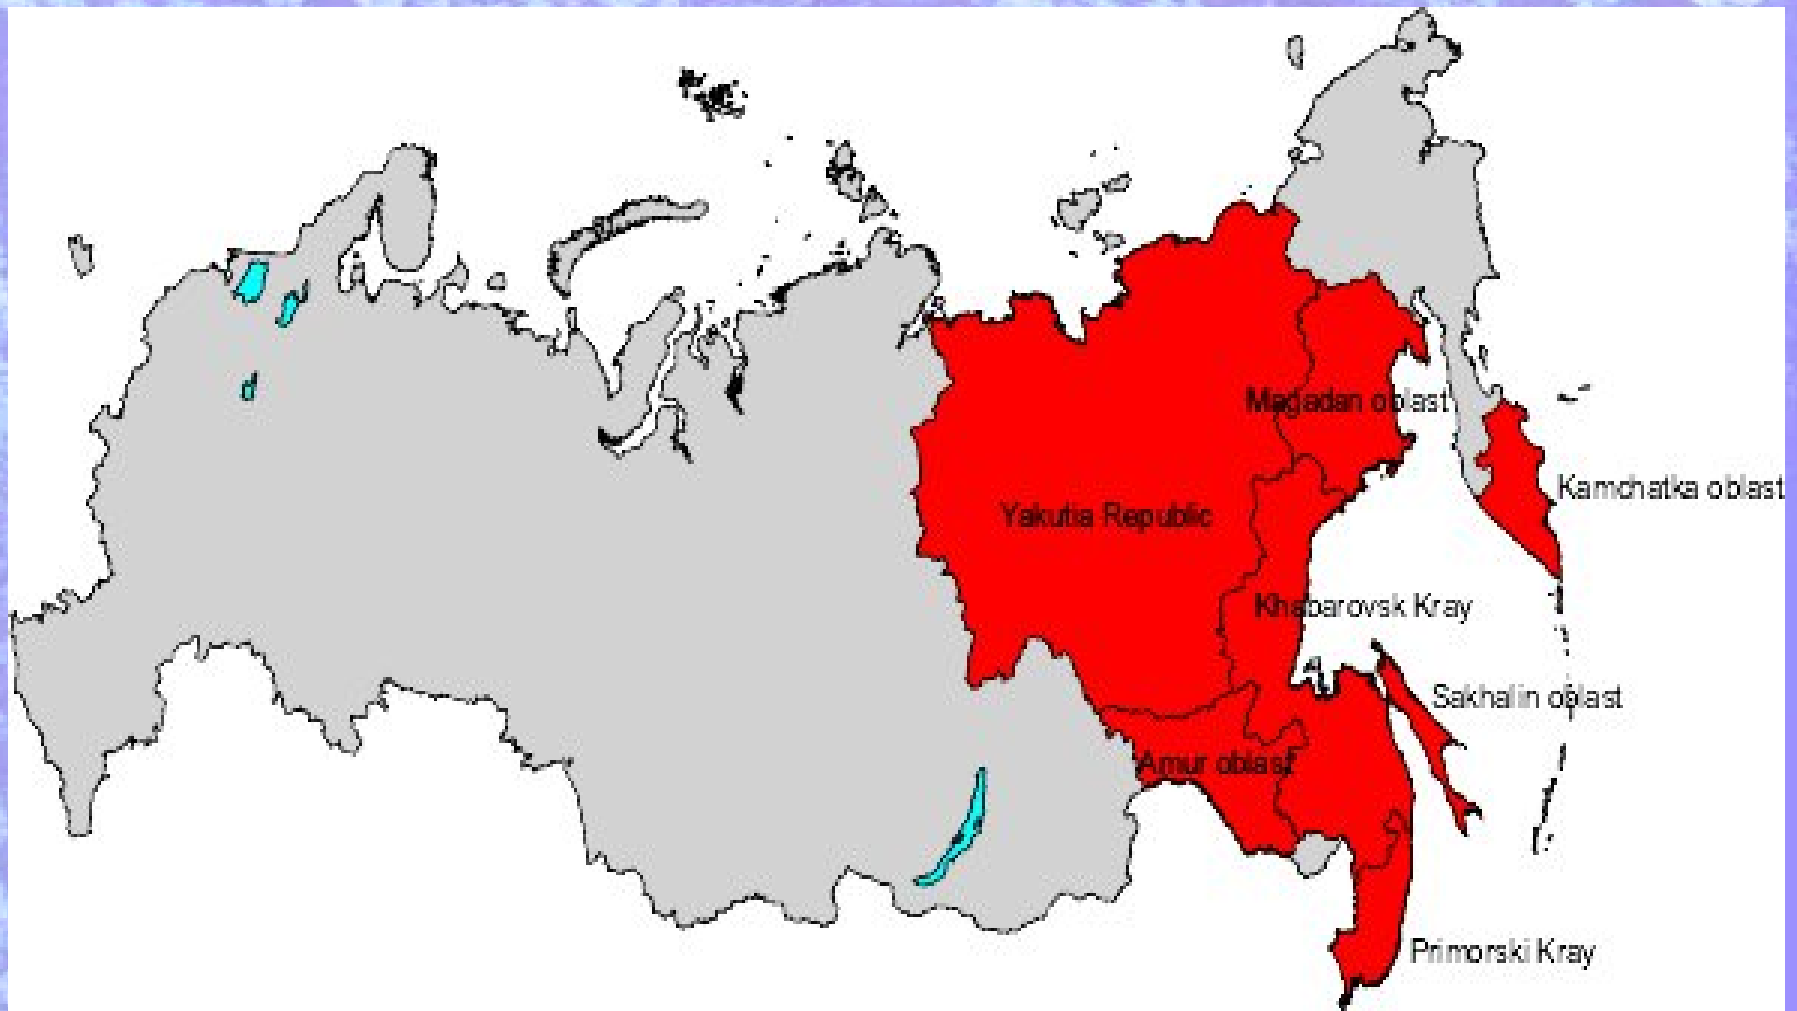 Magadan oblast
Kamchatka oblast
Yakutia Republic
Khabarovsk Kray
Sakhalin oblast
Amur oblast
Primorski Kray